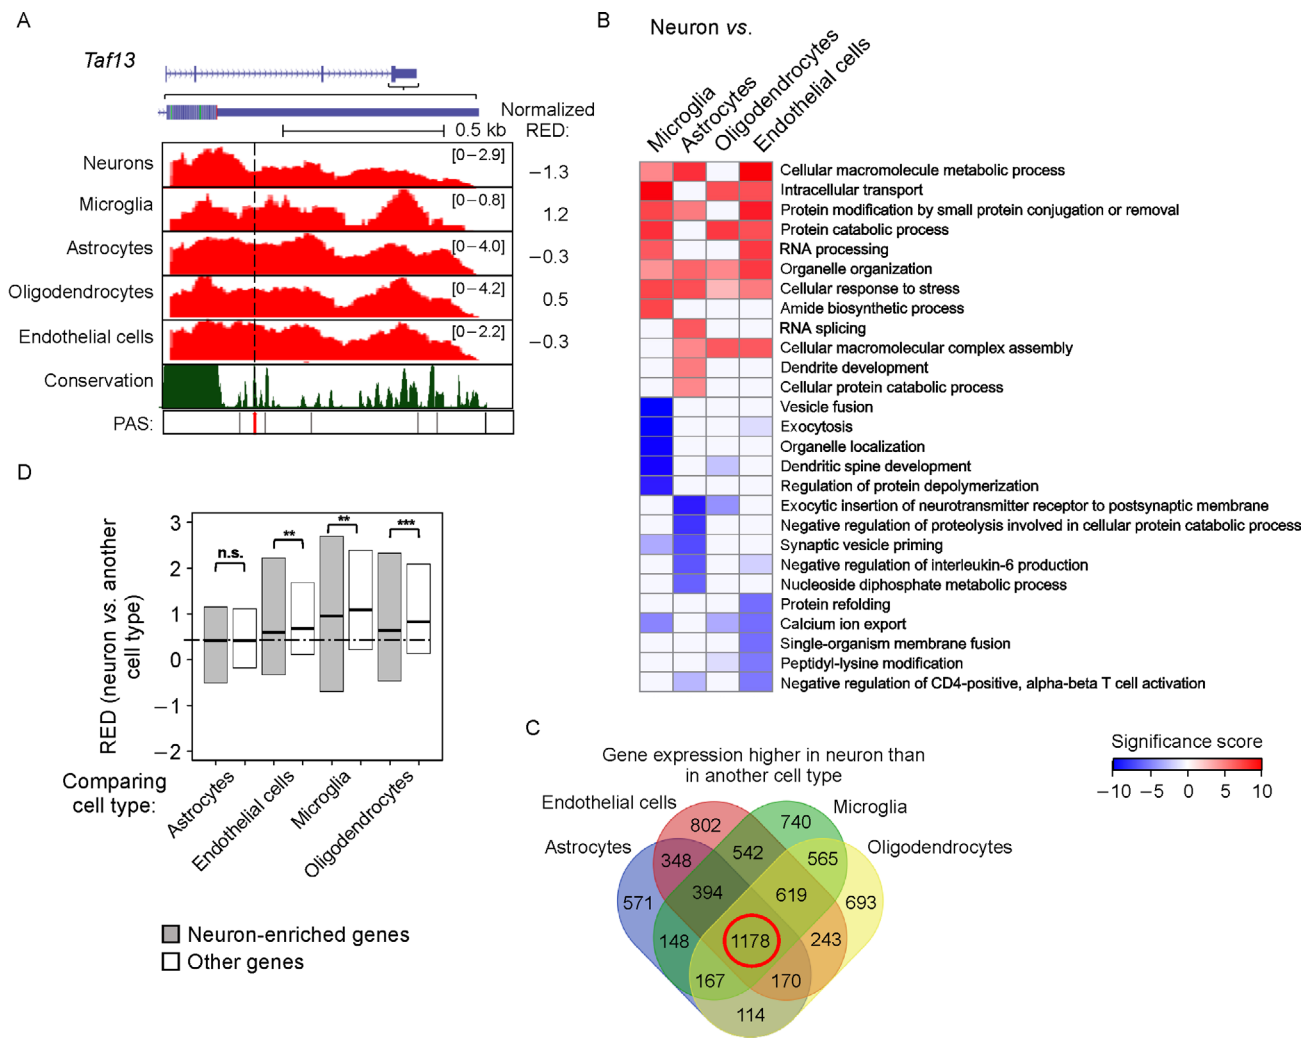 A
Taf13
Normalized
RED:
0.5 kb
Neurons
[0−2.9]
−1.3
Microglia
[0−0.8]
1.2
Astrocytes
[0−4.0]
−0.3
Oligodendrocytes
[0−4.2]
0.5
Endothelial cells
[0−2.2]
−0.3
Conservation
PAS:
B
Neuron vs.
Microglia
Astrocytes
Oligodendrocytes
Endothelial cells
Cellular macromolecule metabolic process
Intracellular transport
Protein modification by small protein conjugation or removal
Protein catabolic process
RNA processing
Organelle organization
Cellular response to stress
Amide biosynthetic process
RNA splicing
Cellular macromolecular complex assembly
Dendrite development
Cellular protein catabolic process
Vesicle fusion
Exocytosis
Organelle localization
Dendritic spine development
Regulation of protein depolymerization
Exocytic insertion of neurotransmitter receptor to postsynaptic membrane
Negative regulation of proteolysis involved in cellular protein catabolic process
Synaptic vesicle priming
Negative regulation of interleukin-6 production
Nucleoside diphosphate metabolic process
Protein refolding
Calcium ion export
Single-organism membrane fusion
Peptidyl-lysine modification
Negative regulation of CD4-positive, alpha-beta T cell activation
Significance score
−10 −5 0 5 10
C
Gene expression higher in neuron than
in another cell type
Endothelial cells
Microglia
Astrocytes
Oligodendrocytes
802
740
348
542
565
571
394
619
693
148
1178
243
167
170
114
D
RED (neuron vs. another
cell type)
3
2
1
0
−1
−2
n.s.
**
**
***
Comparing
cell type:
Astrocytes
Endothelial cells
Microglia
Oligodendrocytes
Neuron-enriched genes
Other genes